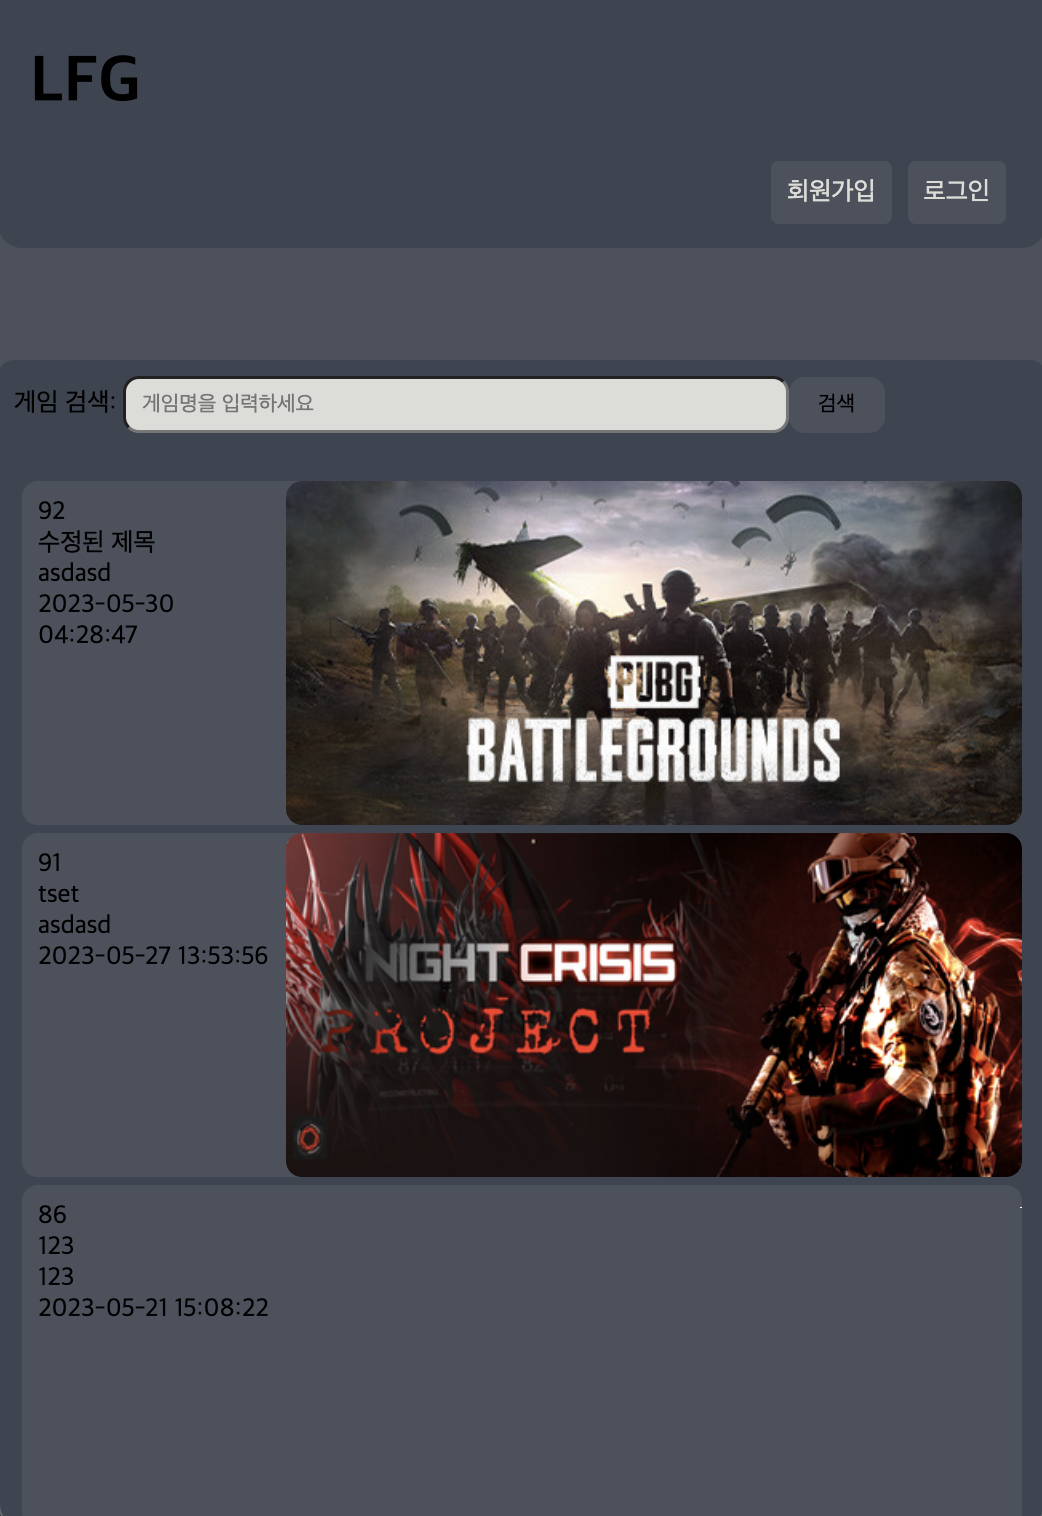 LFG
회원가입 로그인
게임 검색: 게임명을 입력하세요 검색
92
수정된 제목
asdasd
2023-05-30
04:28:47
PUBG
BATTLEGROUNDS
91
tset
asdasd
2023-05-27 13:53:56
NIGHT CRISIS
PROJECT
86
123
123
2023-05-21 15:08:22